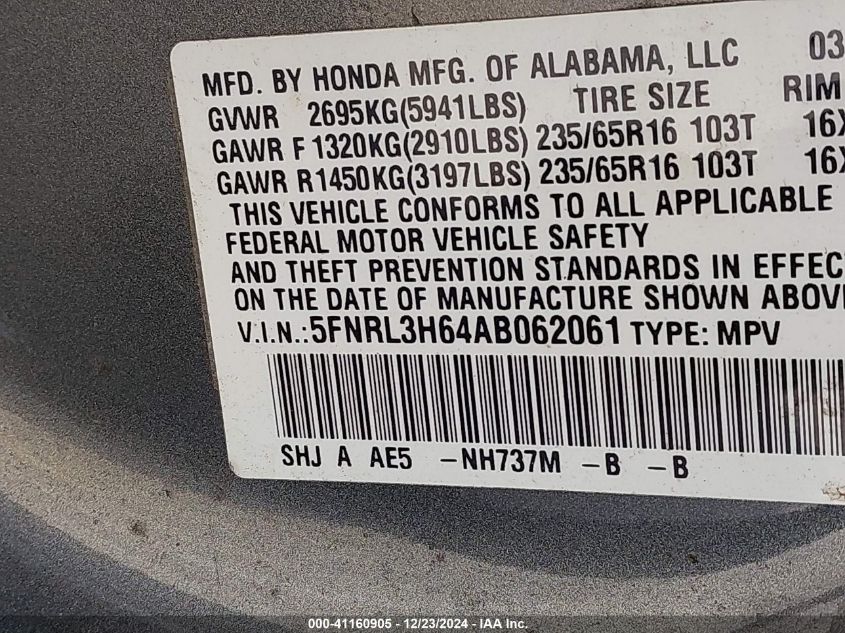 MFD. BY HONDA MFG. OF ALABAMA, LLC 03
GVWR 2695KG(5941LBS) TIRE SIZE RIM
GAWR F 1320KG(2910LBS) 235/65R16 103T 16X
GAWR R1450KG(3197LBS) 235/65R16 103T 16X
THIS VEHICLE CONFORMS TO ALL APPLICABLE
FEDERAL MOTOR VEHICLE SAFETY
AND THEFT PREVENTION STANDARDS IN EFFEC
ON THE DATE OF MANUFACTURE SHOWN ABOV
V.I.N.:5FNRL3H64AB062061 TYPE: MPV
SHJ A AE5 -NH737M -B -B
000-41160905 - 12/23/2024 - IAA Inc.